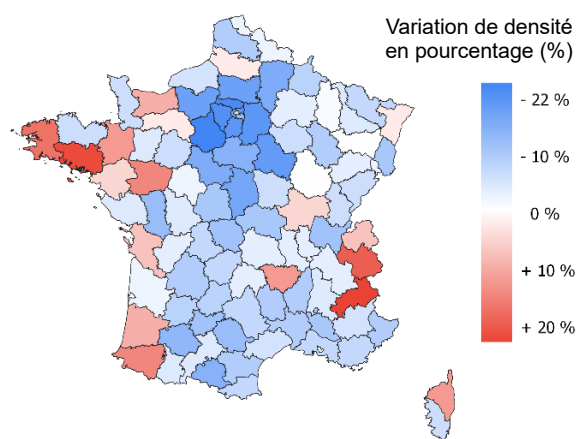 Variation de densité
en pourcentage (%)
- 22 %
- 10 %
0 %
+ 10 %
+ 20 %